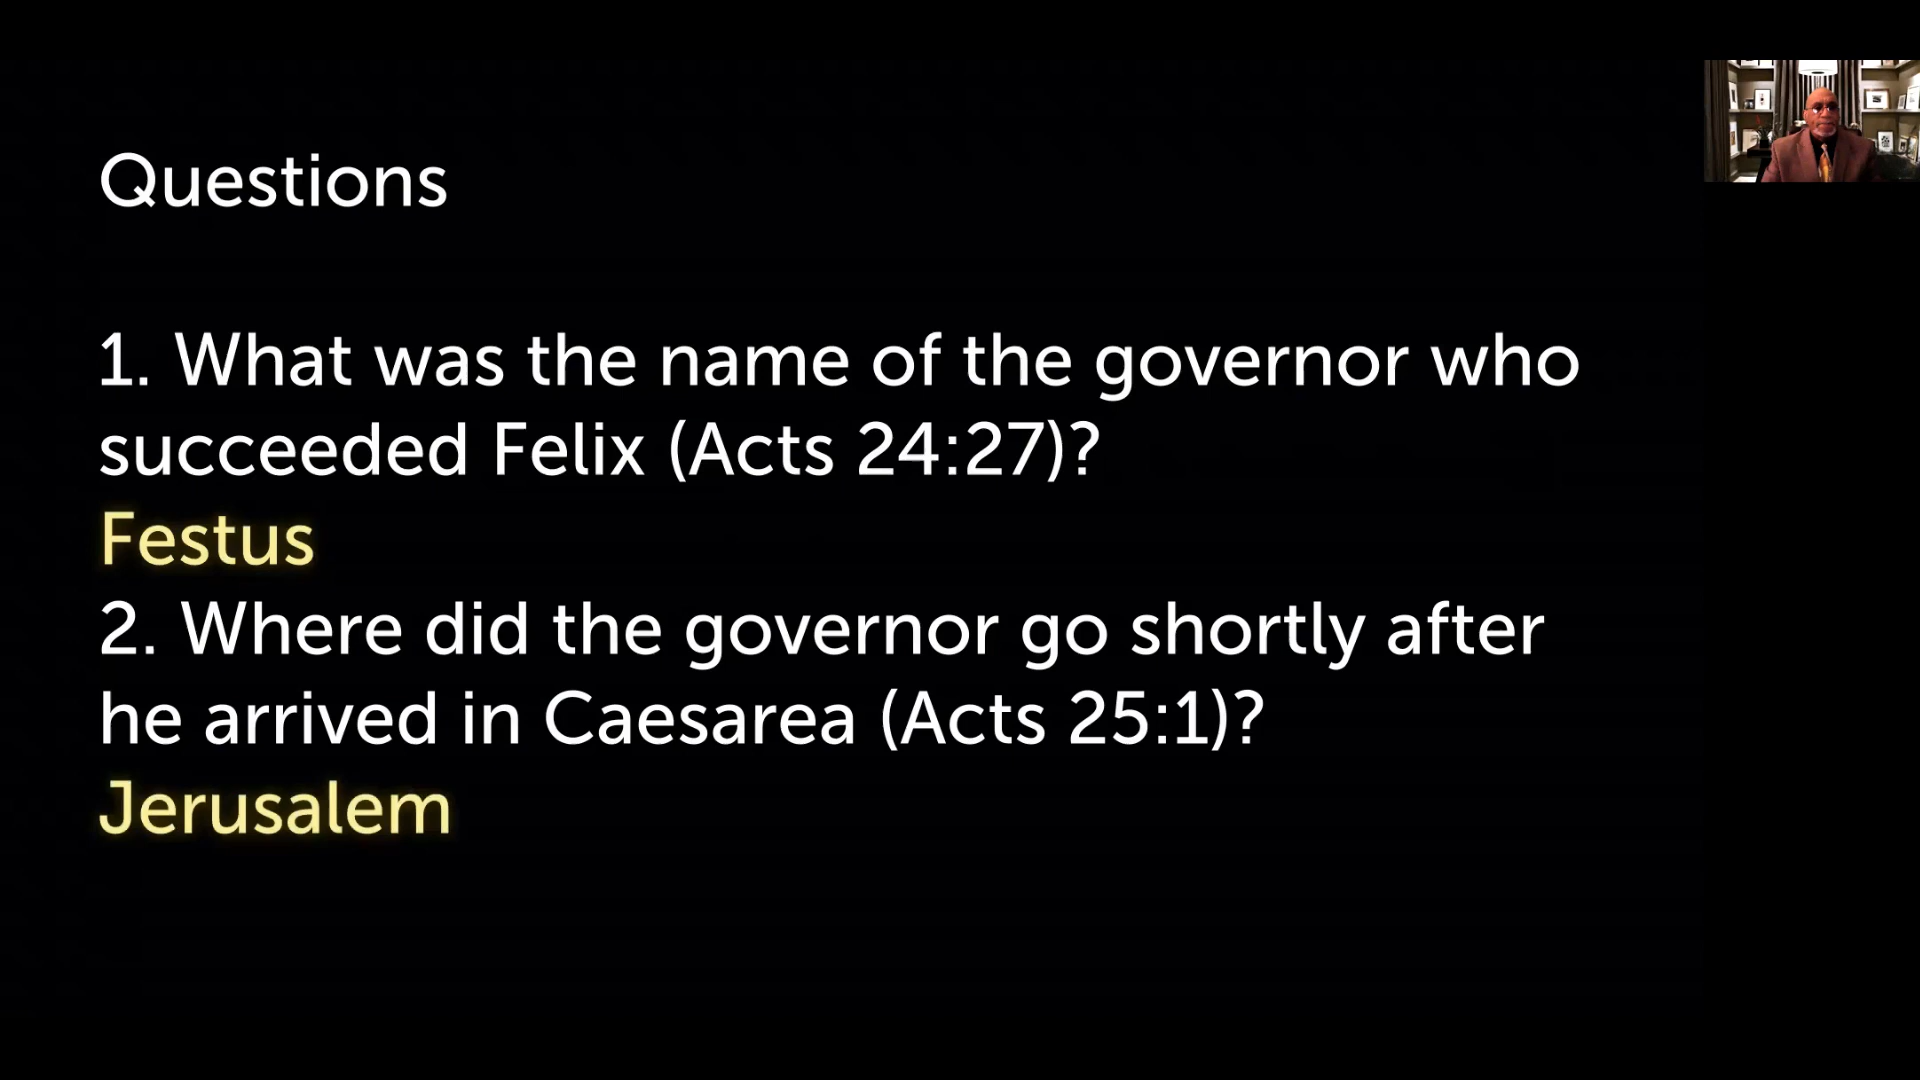 Questions
1. What was the name of the governor who
succeeded Felix (Acts 24:27)?
Festus
2. Where did the governor go shortly after
he arrived in Caesarea (Acts 25:1)?
Jerusalem